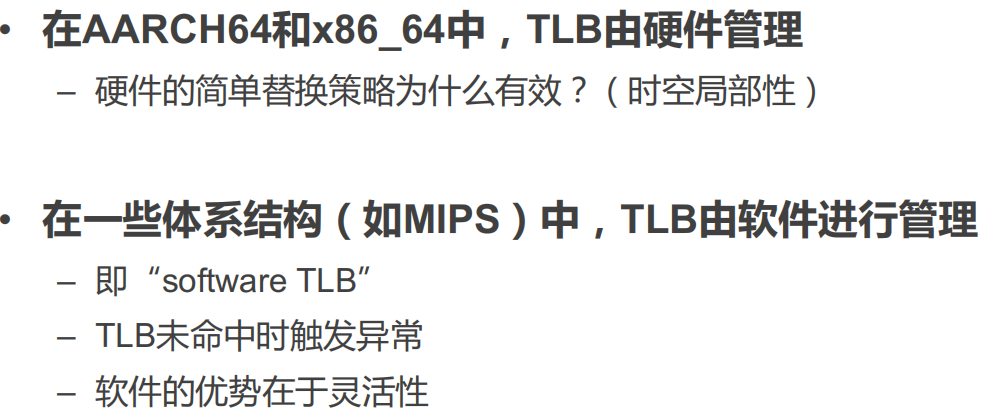 • 在AARCH64和x86_64中，TLB由硬件管理
– 硬件的简单替换策略为什么有效？（时空局部性）
• 在一些体系结构（如MIPS）中，TLB由软件进行管理
– 即“software TLB”
– TLB未命中时触发异常
– 软件的优势在于灵活性